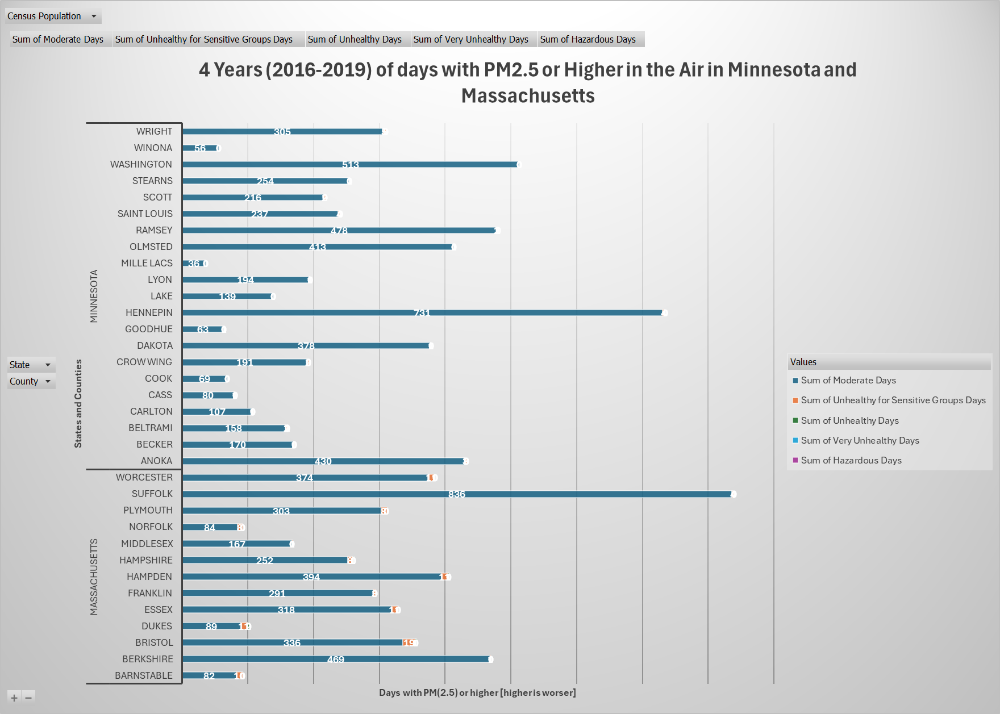 Census Population
Sum of Moderate Days Sum of Unhealthy for Sensitive Groups Days Sum of Unhealthy Days Sum of Very Unhealthy Days Sum of Hazardous Days
4 Years (2016-2019) of days with PM2.5 or Higher in the Air in Minnesota and
Massachusetts
State
County
States and Counties
MINNESOTA
WRIGHT 305
WINONA 56 0
WASHINGTON 513
STEARNS 254
SCOTT 216
SAINT LOUIS 237
RAMSEY 478
OLMSTED 413
MILLE LACS 36 0
LYON 194
LAKE 139 0
HENNEPIN 731
GOODHUE 63
DAKOTA 378
CROW WING 191
COOK 69
CASS 80
CARLTON 107
BELTRAMI 158
BECKER 170
ANOKA 430
MASSACHUSETTS
WORCESTER 374
SUFFOLK 836
PLYMOUTH 303
NORFOLK 84
MIDDLESEX 167
HAMPSHIRE 252
HAMPDEN 394
FRANKLIN 291
ESSEX 318
DUKES 89
BRISTOL 336 19
BERKSHIRE 469
BARNSTABLE 82
Days with PM(2.5) or higher [higher is worser]
Values
Sum of Moderate Days
Sum of Unhealthy for Sensitive Groups Days
Sum of Unhealthy Days
Sum of Very Unhealthy Days
Sum of Hazardous Days
+ −